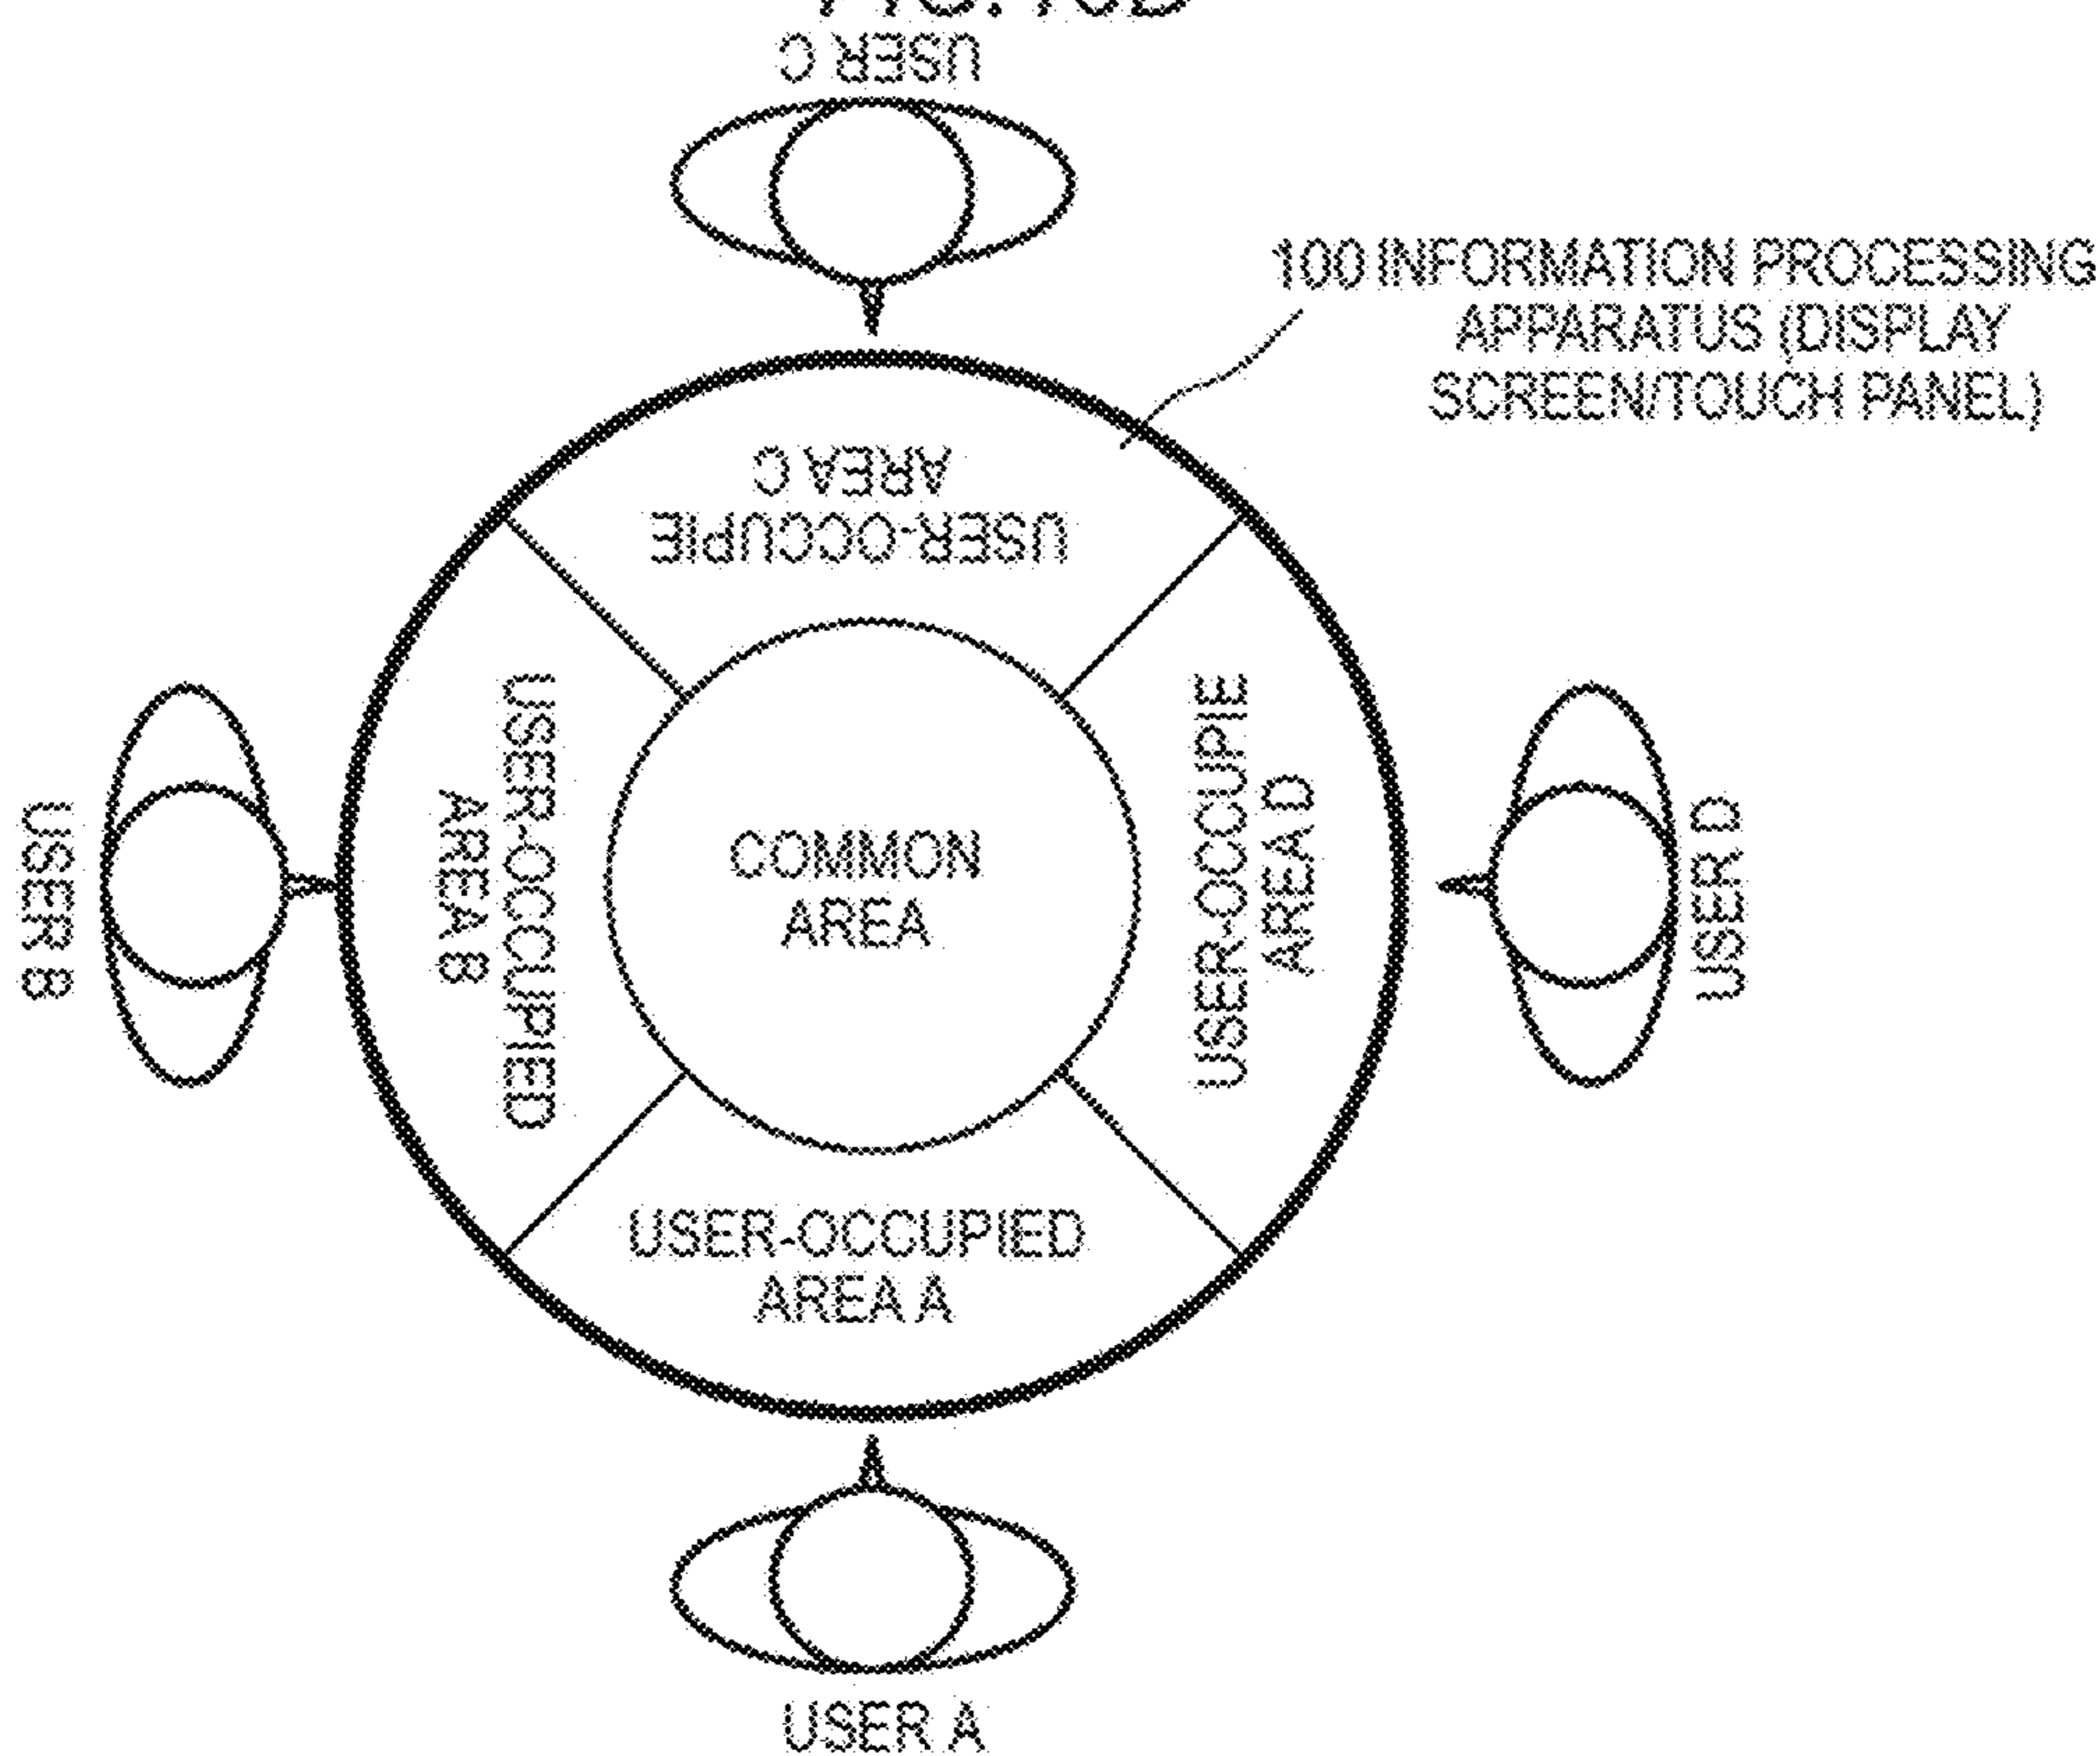 USER C
100 INFORMATION PROCESSING
APPARATUS (DISPLAY
SCREEN/TOUCH PANEL)
USER-OCCUPIE
AREA C
USER B
USER-OCCUPIED
AREA B
COMMON
AREA
USER-OCCUPIE
AREA D
USER D
USER-OCCUPIED
AREA A
USER A